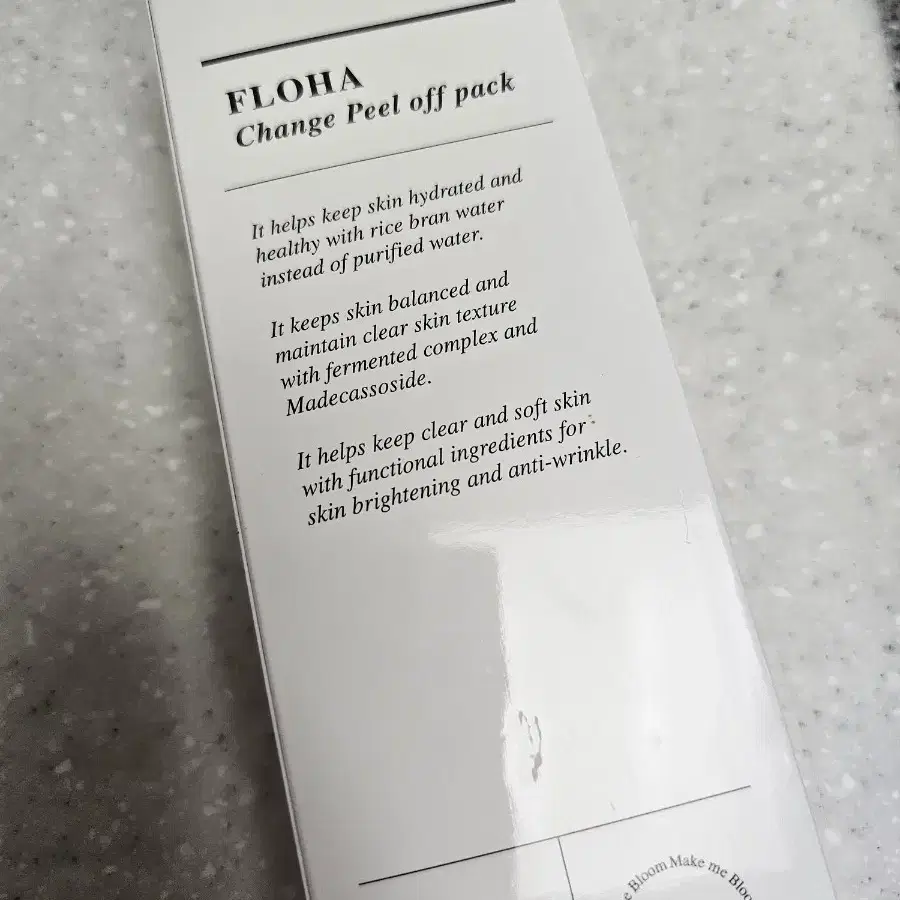 FLOHA
Change Peel off pack
It helps keep skin hydrated and
healthy with rice bran water
instead of purified water.
It keeps skin balanced and
maintain clear skin texture
with fermented complex and
Madecassoside.
It helps keep clear and soft skin
with functional ingredients for
skin brightening and anti-wrinkle.
Bloom Make me